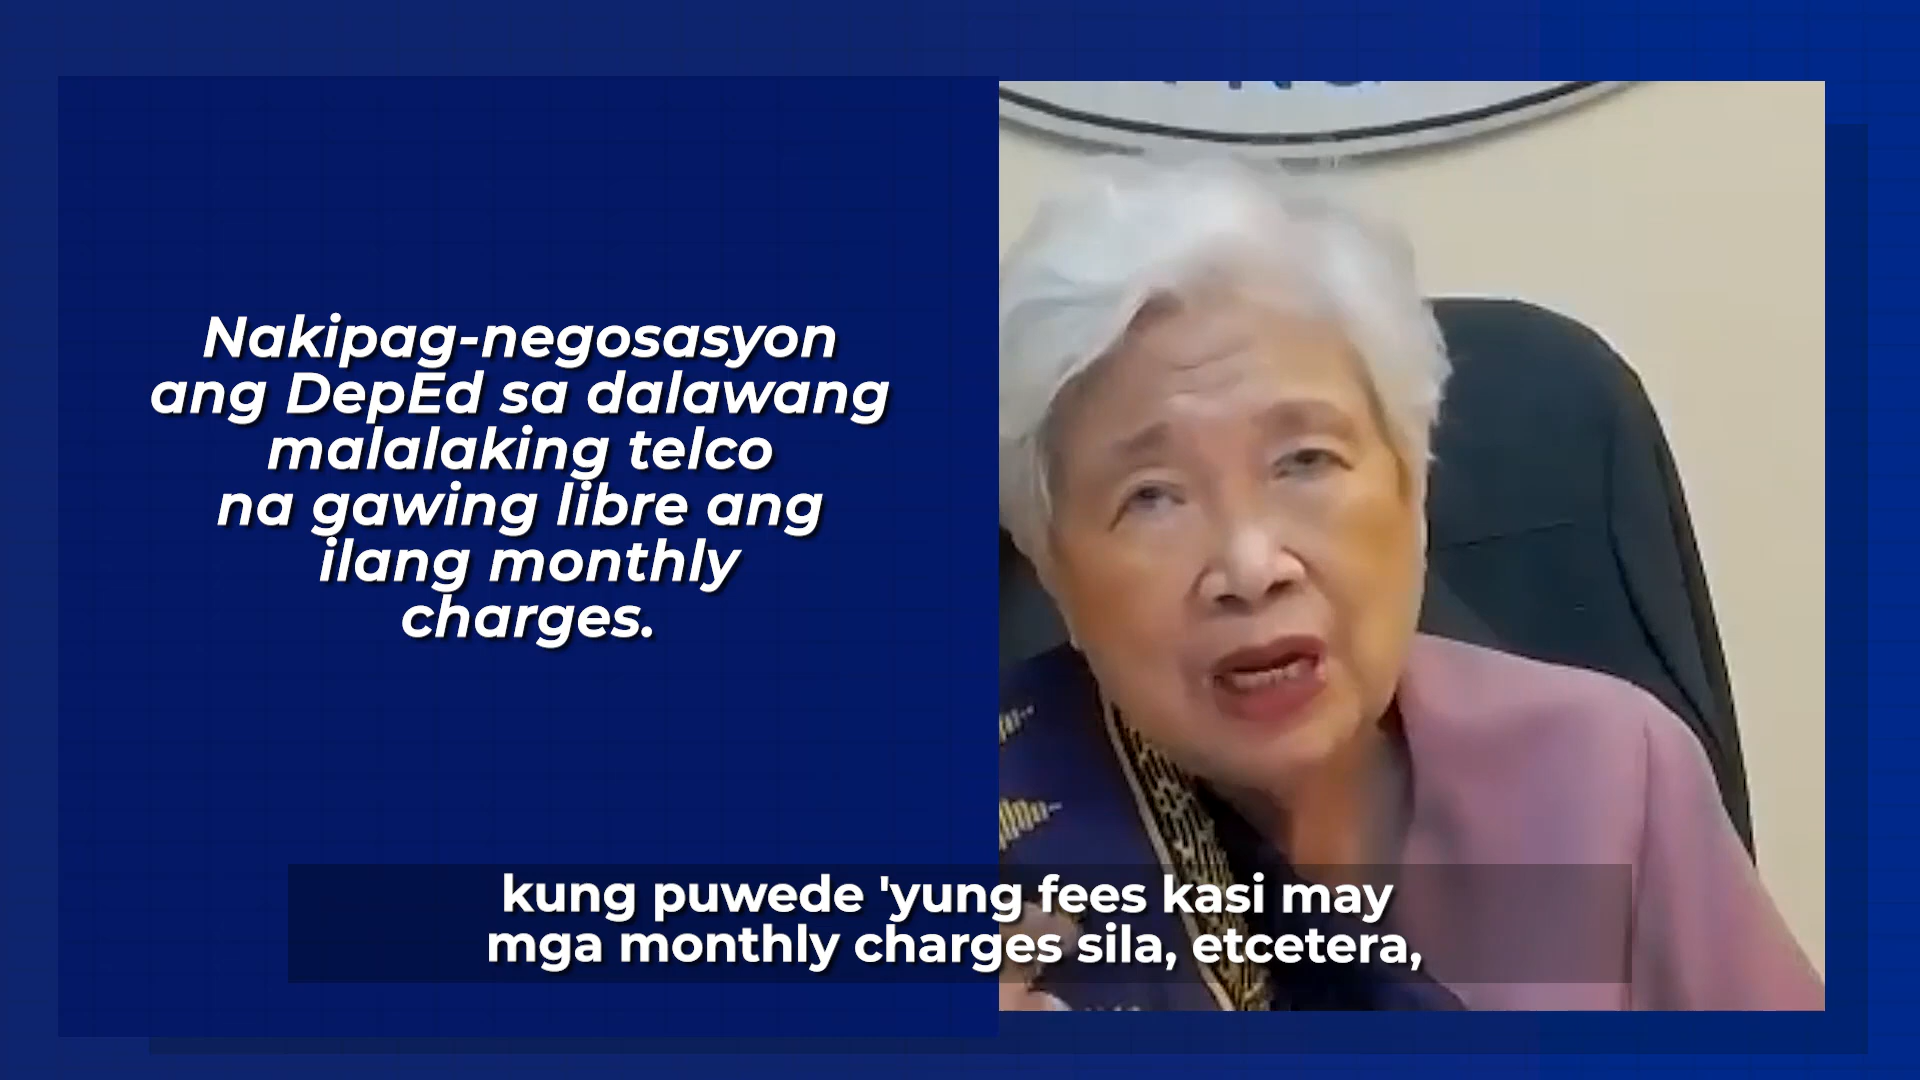 Nakipag-negosasyon
ang DepEd sa dalawang
malalaking telco
na gawing libre ang
ilang monthly
charges.
kung puwede 'yung fees kasi may
mga monthly charges sila, etcetera,